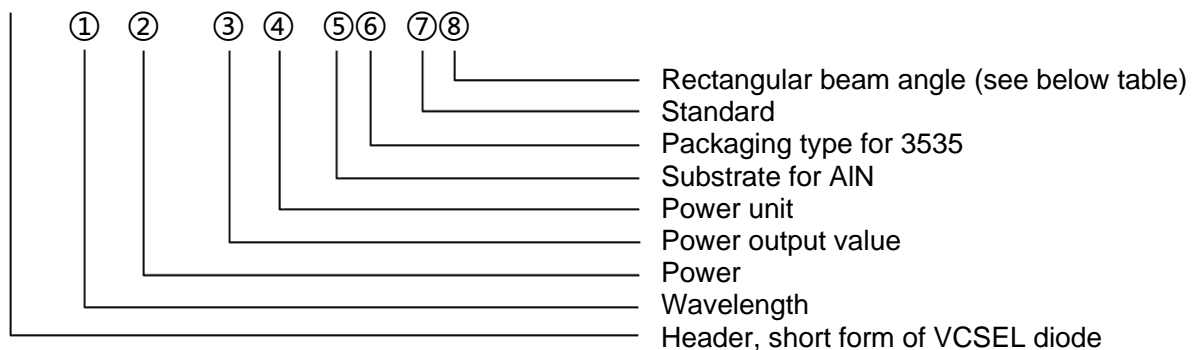 ① ② ③ ④ ⑤⑥ ⑦⑧
Rectangular beam angle (see below table)
Standard
Packaging type for 3535
Substrate for AlN
Power unit
Power output value
Power
Wavelength
Header, short form of VCSEL diode